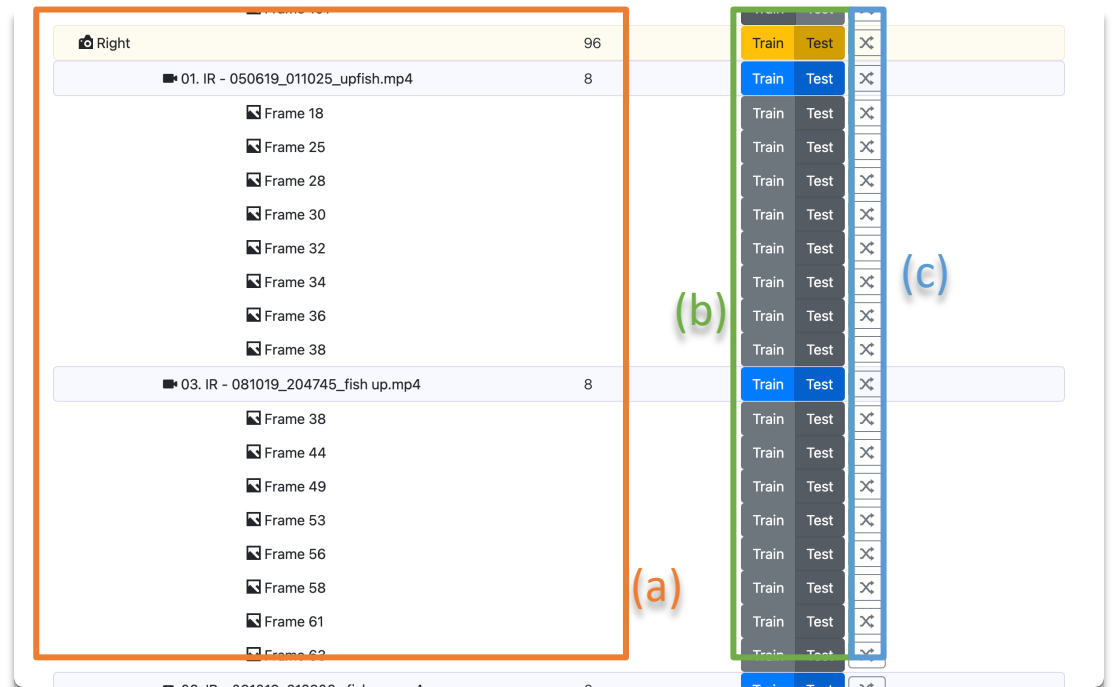 Right 96 Train Test
01. IR - 050619_011025_upfish.mp4 8 Train Test
Frame 18 Train Test
Frame 25 Train Test
Frame 28 Train Test
Frame 30 Train Test
Frame 32 Train Test
Frame 34 Train Test
(c)
(b)
Frame 36 Train Test
Frame 38 Train Test
03. IR - 081019_204745_fish up.mp4 8 Train Test
Frame 38 Train Test
Frame 44 Train Test
Frame 49 Train Test
Frame 53 Train Test
Frame 56 Train Test
(a)
Frame 58 Train Test
Frame 61 Train Test
Frame 63 Train Test